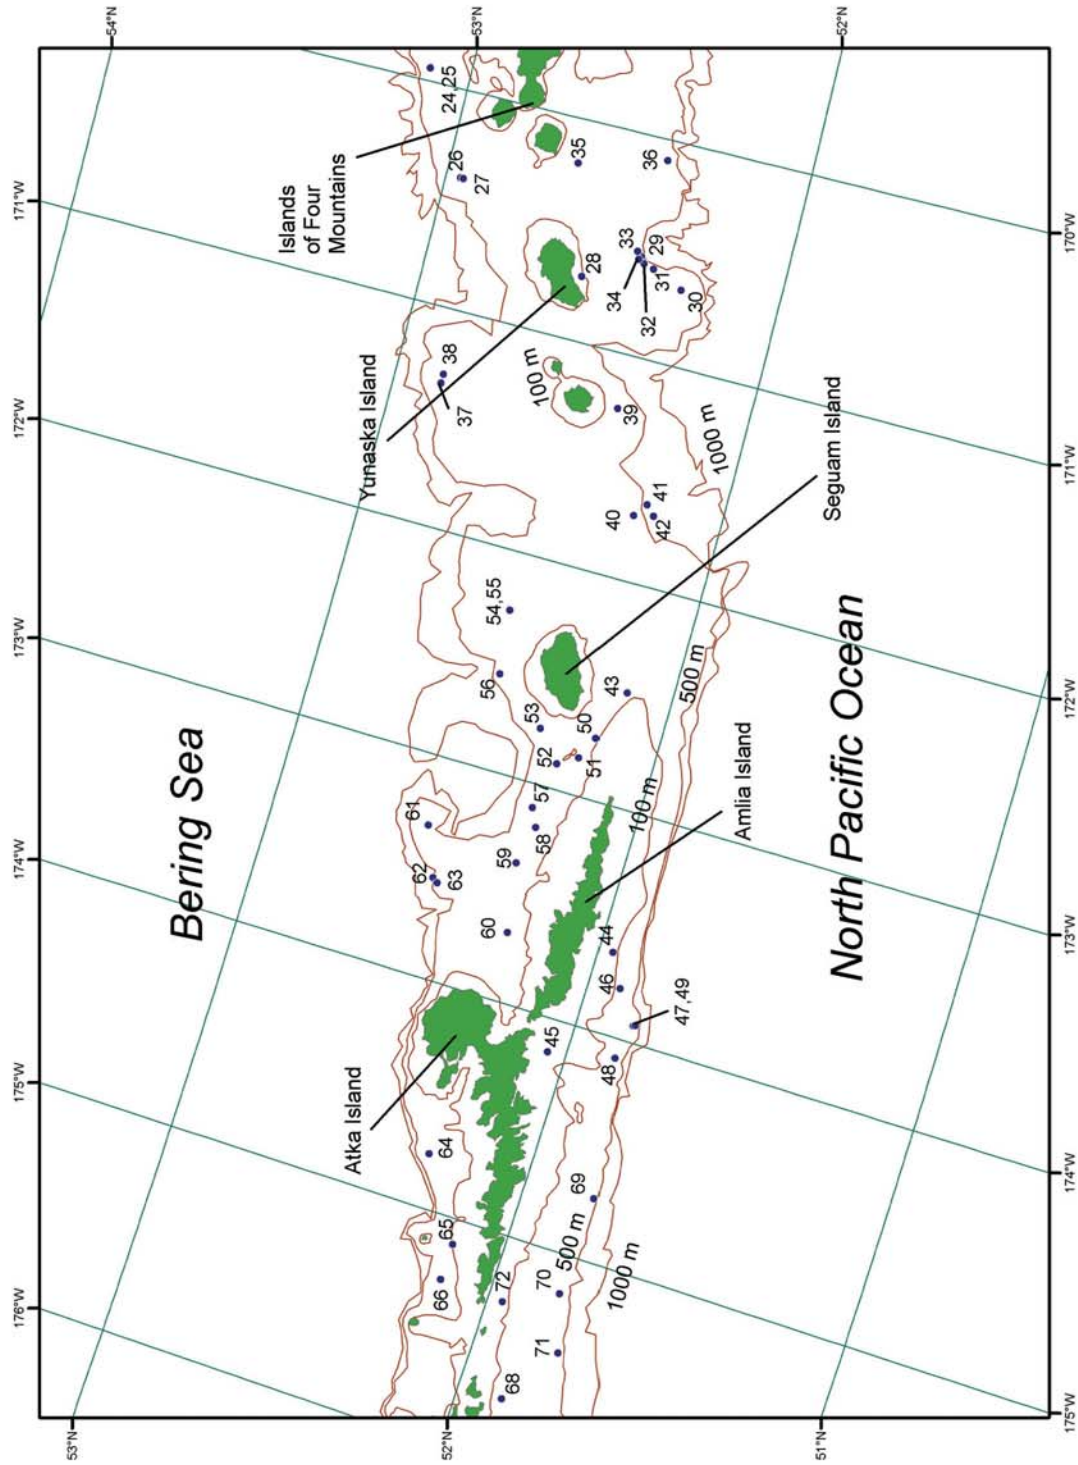 176°W
175°W
174°W
173°W
172°W
171°W
54°N
53°N
53°N
52°N
52°N
51°N
175°W
174°W
173°W
172°W
171°W
170°W
Bering Sea
North Pacific Ocean
Atka Island
Amlia Island
Seguam Island
Yunaska Island
Islands
of Four
Mountains
24,25
26
27
28
29
30
31
32
33
34
35
36
37
38
39
40
41
42
43
44
45
46
47,49
48
50
51
52
53
54,55
56
57
58
59
60
61
62
63
64
65
66
68
69
70
71
72
100 m
1000 m
500 m
100 m
500 m
1000 m